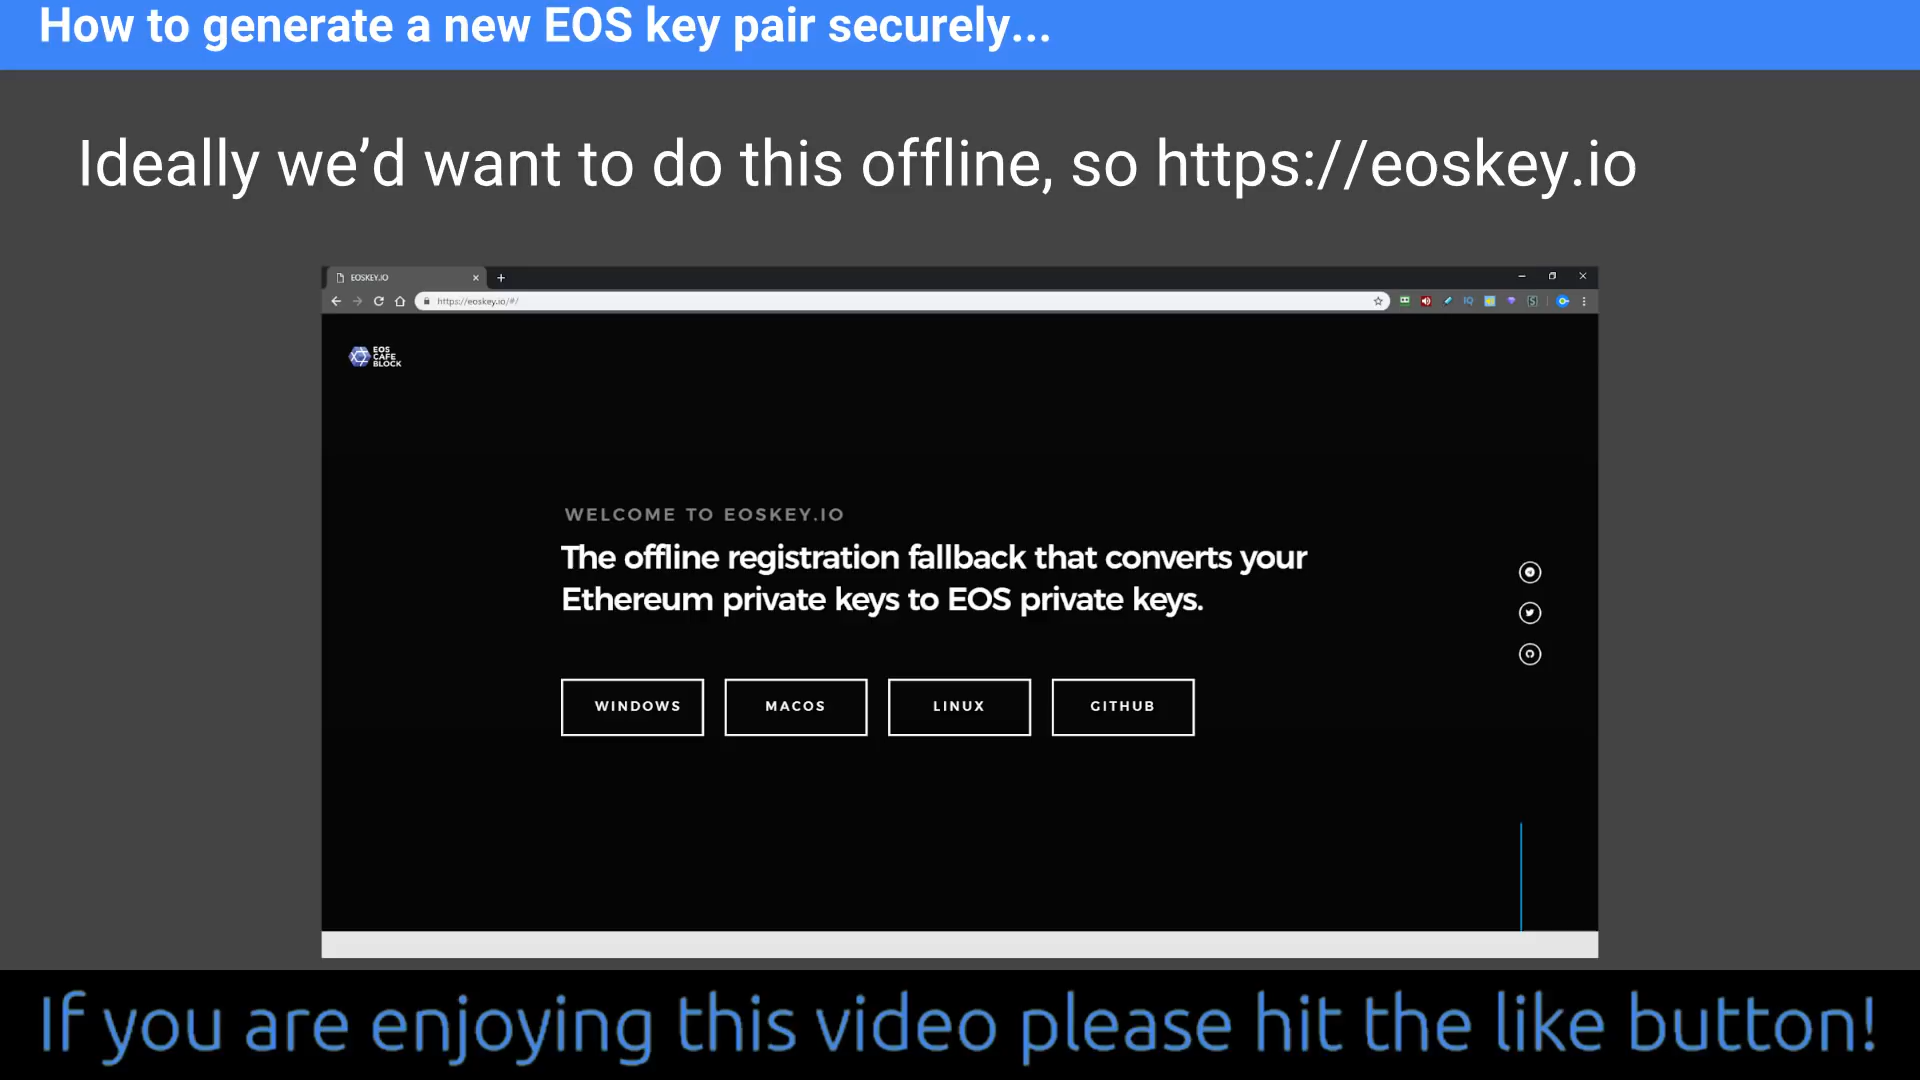 How to generate a new EOS key pair securely...
Ideally we’d want to do this offline, so https://eoskey.io
EOSKEY.IO
https://eoskey.io/#/
IQ
EOS
CAFE
BLOCK
WELCOME TO EOSKEY.IO
The offline registration fallback that converts your
Ethereum private keys to EOS private keys.
WINDOWS MACOS LINUX GITHUB
If you are enjoying this video please hit the like button!